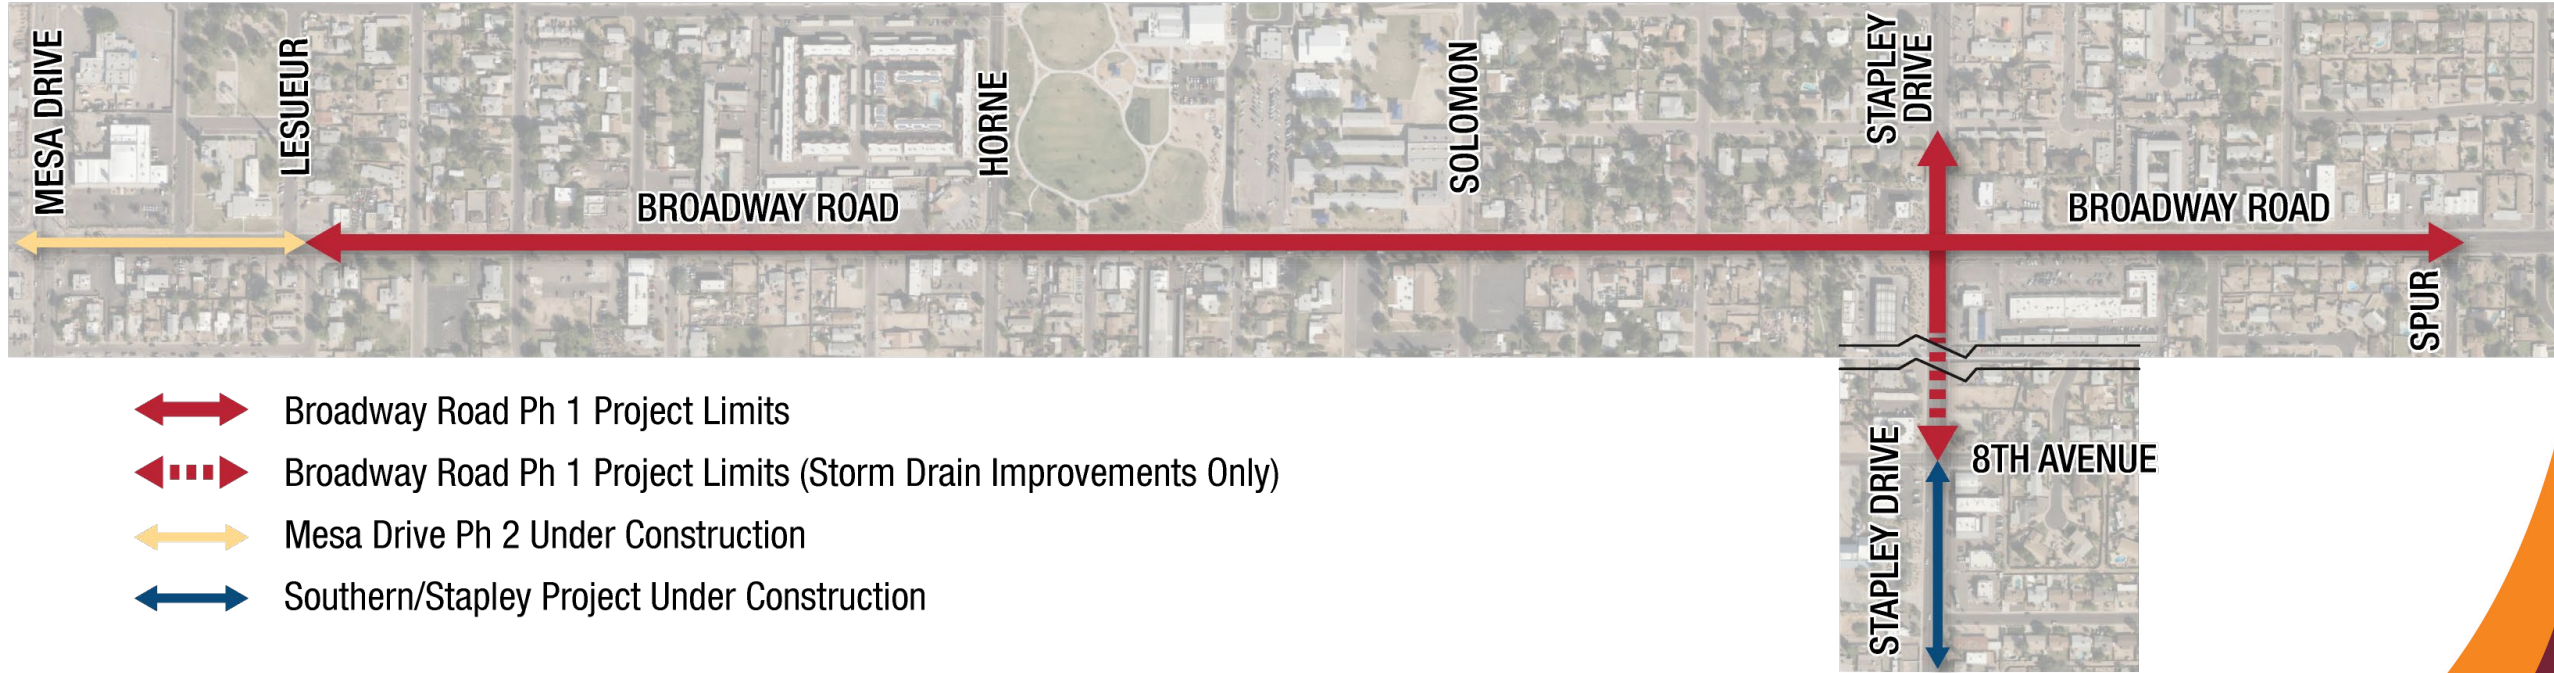 MESA DRIVE
LESUEUR
HORNE
SOLOMON
STAPLEY
DRIVE
BROADWAY ROAD
BROADWAY ROAD
SPUR
STAPLEY DRIVE
8TH AVENUE
Broadway Road Ph 1 Project Limits
Broadway Road Ph 1 Project Limits (Storm Drain Improvements Only)
Mesa Drive Ph 2 Under Construction
Southern/Stapley Project Under Construction